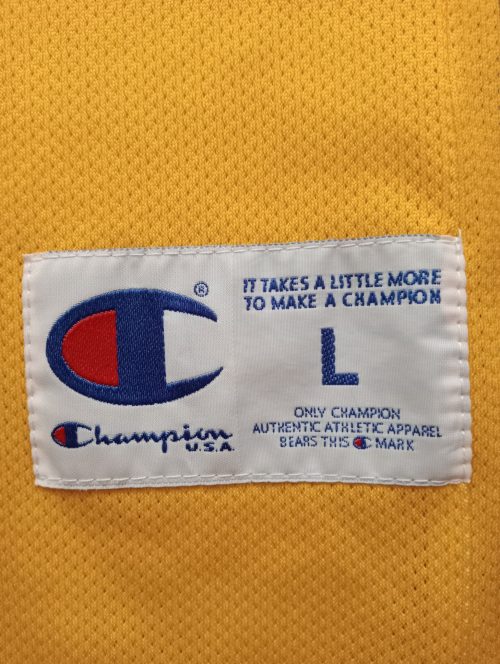 ®
IT TAKES A LITTLE MORE
TO MAKE A CHAMPION
L
Champion
U.S.A.
ONLY CHAMPION
AUTHENTIC ATHLETIC APPAREL
BEARS THIS C MARK